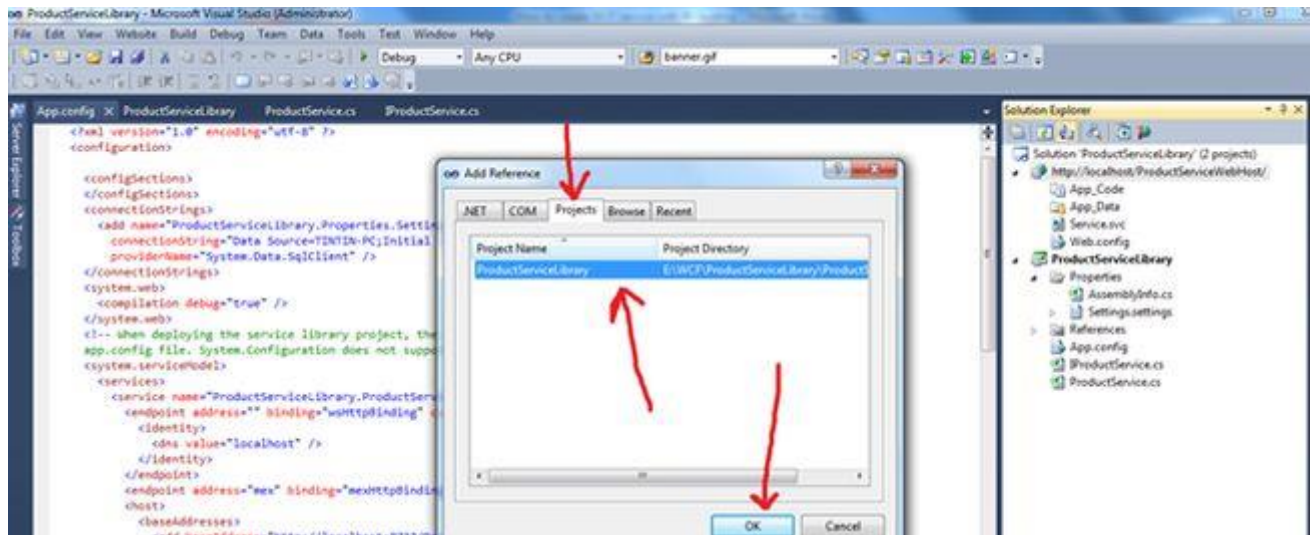 ProductServiceLibrary - Microsoft Visual Studio (Administrator)
File Edit View Website Build Debug Team Data Tools Test Window Help
Debug Any CPU banner.gif
App.config ProductServiceLibrary ProductService.cs IProductService.cs
Server Explorer
Toolbox
<?xml version="1.0" encoding="utf-8" ?>
<configuration>
<configSections>
</configSections>
<connectionStrings>
<add name="ProductServiceLibrary.Properties.Settin
connectionString="Data Source=TINTIN-PC;Initial
providerName="System.Data.SqlClient" />
</connectionStrings>
<system.web>
<compilation debug="true" />
</system.web>
<!-- When deploying the service library project, the
app.config file. System.Configuration does not suppo
<system.serviceModel>
<services>
<service name="ProductServiceLibrary.ProductServ
<endpoint address="" binding="wsHttpBinding"
<identity>
<dns value="localhost" />
</identity>
</endpoint>
<endpoint address="mex" binding="mexHttpBindin
<host>
<baseAddresses>
Add Reference
.NET COM Projects Browse Recent
Project Name Project Directory
ProductServiceLibrary E:\WCF\ProductServiceLibrary\ProductS
OK Cancel
Solution Explorer
Solution 'ProductServiceLibrary' (2 projects)
http://localhost/ProductServiceWebHost/
App_Code
App_Data
Service.svc
Web.config
ProductServiceLibrary
Properties
AssemblyInfo.cs
Settings.settings
References
App.config
IProductService.cs
ProductService.cs